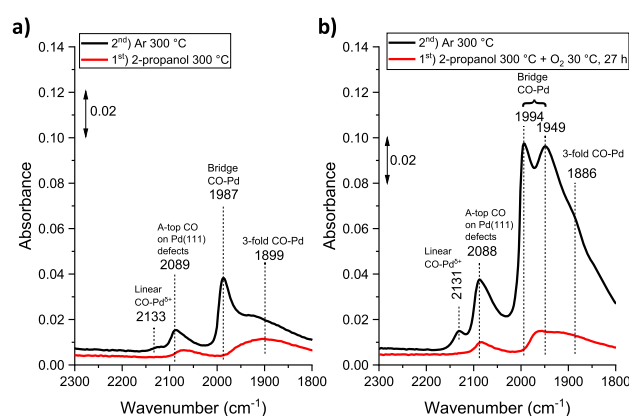 a)
2nd) Ar 300 °C
1st) 2-propanol 300 °C
0.14
0.12
0.10
0.08
0.06
0.04
0.02
0.00
Absorbance
0.02
Bridge
CO-Pd
1987
A-top CO
on Pd(111)
defects
2089
3-fold CO-Pd
1899
Linear
CO-Pdδ+
2133
2300 2200 2100 2000 1900 1800
Wavenumber (cm-1)
b)
2nd) Ar 300 °C
1st) 2-propanol 300 °C + O2 30 °C, 27 h
0.14
0.12
0.10
0.08
0.06
0.04
0.02
0.00
Absorbance
0.02
Bridge
CO-Pd
1994
1949
3-fold CO-Pd
1886
A-top CO
on Pd(111)
defects
2088
Linear
CO-Pdδ+
2131
2300 2200 2100 2000 1900 1800
Wavenumber (cm-1)